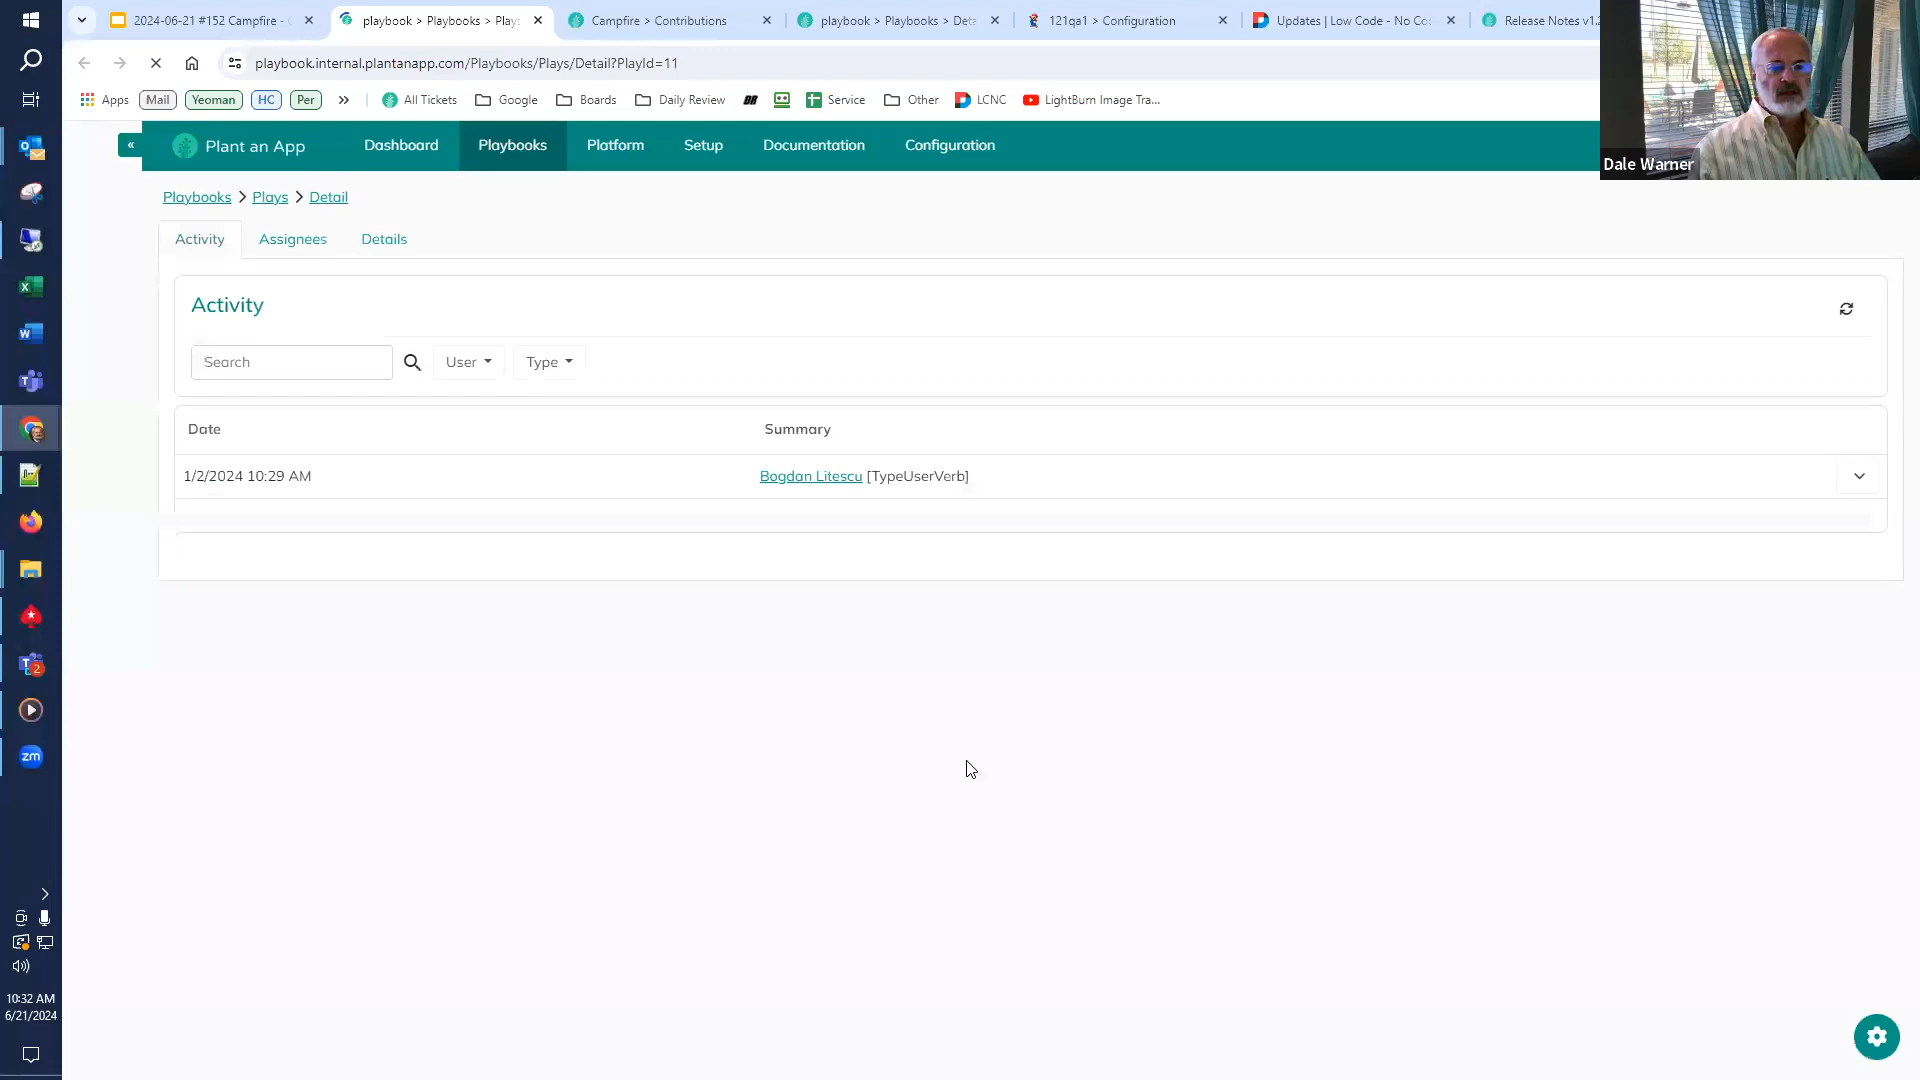 2024-06-21 #152 Campfire -
playbook > Playbooks > Play
Campfire > Contributions
playbook > Playbooks > Deta
121qa1 > Configuration
Updates | Low Code - No Co
Release Notes v1.2
playbook.internal.plantanapp.com/Playbooks/Plays/Detail?PlayId=11
Apps
Mail
Yeoman
HC
Per
All Tickets
Google
Boards
Daily Review
Service
Other
LCNC
LightBurn Image Tra...
Dale Warner
Plant an App
Dashboard
Playbooks
Platform
Setup
Documentation
Configuration
Playbooks > Plays > Detail
Activity
Assignees
Details
Activity
Search
User
Type
Date
Summary
1/2/2024 10:29 AM
Bogdan Litescu [TypeUserVerb]
2
zm
10:32 AM
6/21/2024